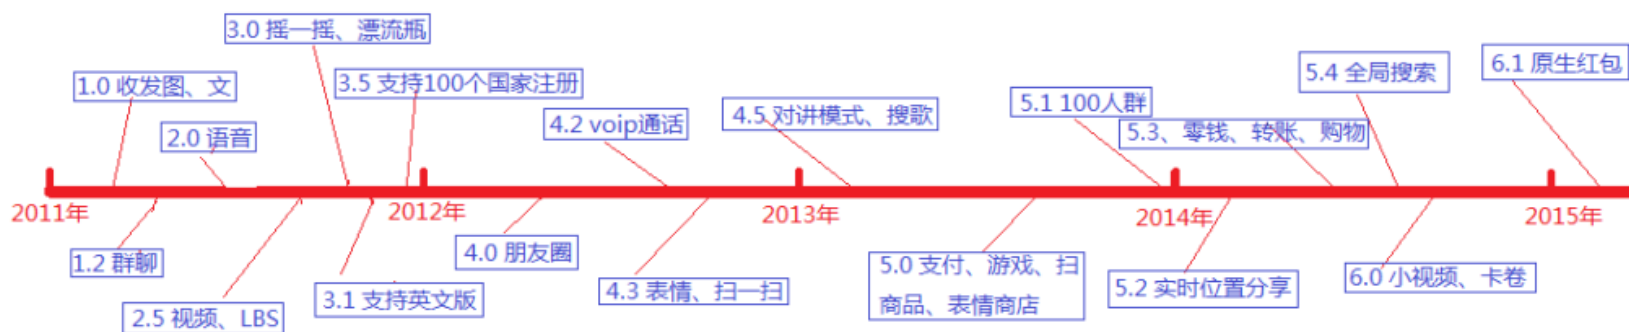 3.0 摇一摇、漂流瓶
1.0 收发图、文
3.5 支持100个国家注册
2.0 语音
4.2 voip通话
4.5 对讲模式、搜歌
5.1 100人群
5.3、零钱、转账、购物
5.4 全局搜索
6.1 原生红包
2011年
2012年
2013年
2014年
2015年
1.2 群聊
2.5 视频、LBS
3.1 支持英文版
4.0 朋友圈
4.3 表情、扫一扫
5.0 支付、游戏、扫
商品、表情商店
5.2 实时位置分享
6.0 小视频、卡卷